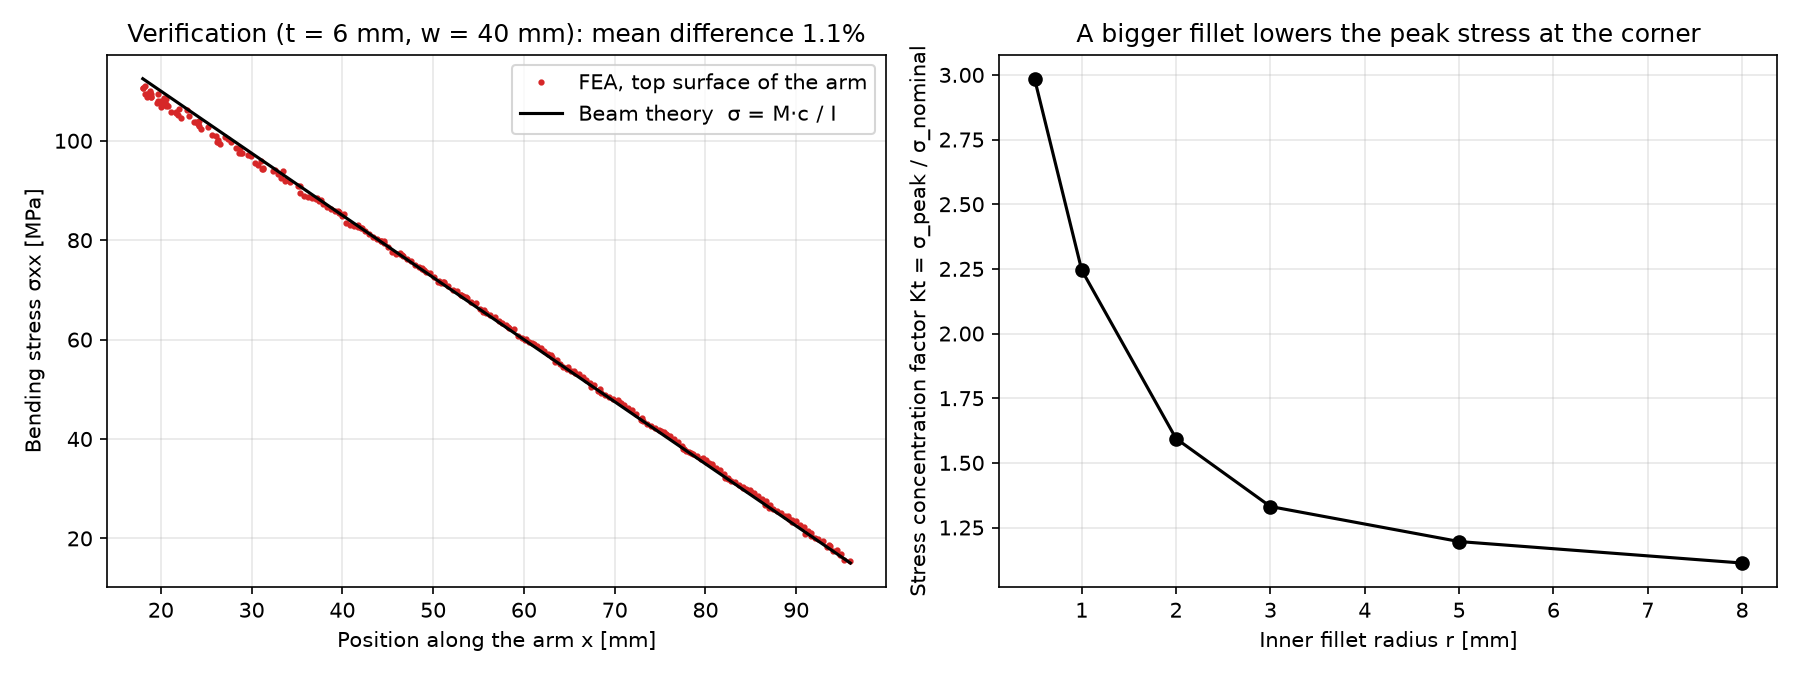 Verification (t = 6 mm, w = 40 mm): mean difference 1.1%
FEA, top surface of the arm
Beam theory  σ = M·c / I
Bending stress σxx [MPa]
100
80
60
40
20
20 30 40 50 60 70 80 90
Position along the arm x [mm]
A bigger fillet lowers the peak stress at the corner
Stress concentration factor Kt = σ_peak / σ_nominal
3.00
2.75
2.50
2.25
2.00
1.75
1.50
1.25
1 2 3 4 5 6 7 8
Inner fillet radius r [mm]